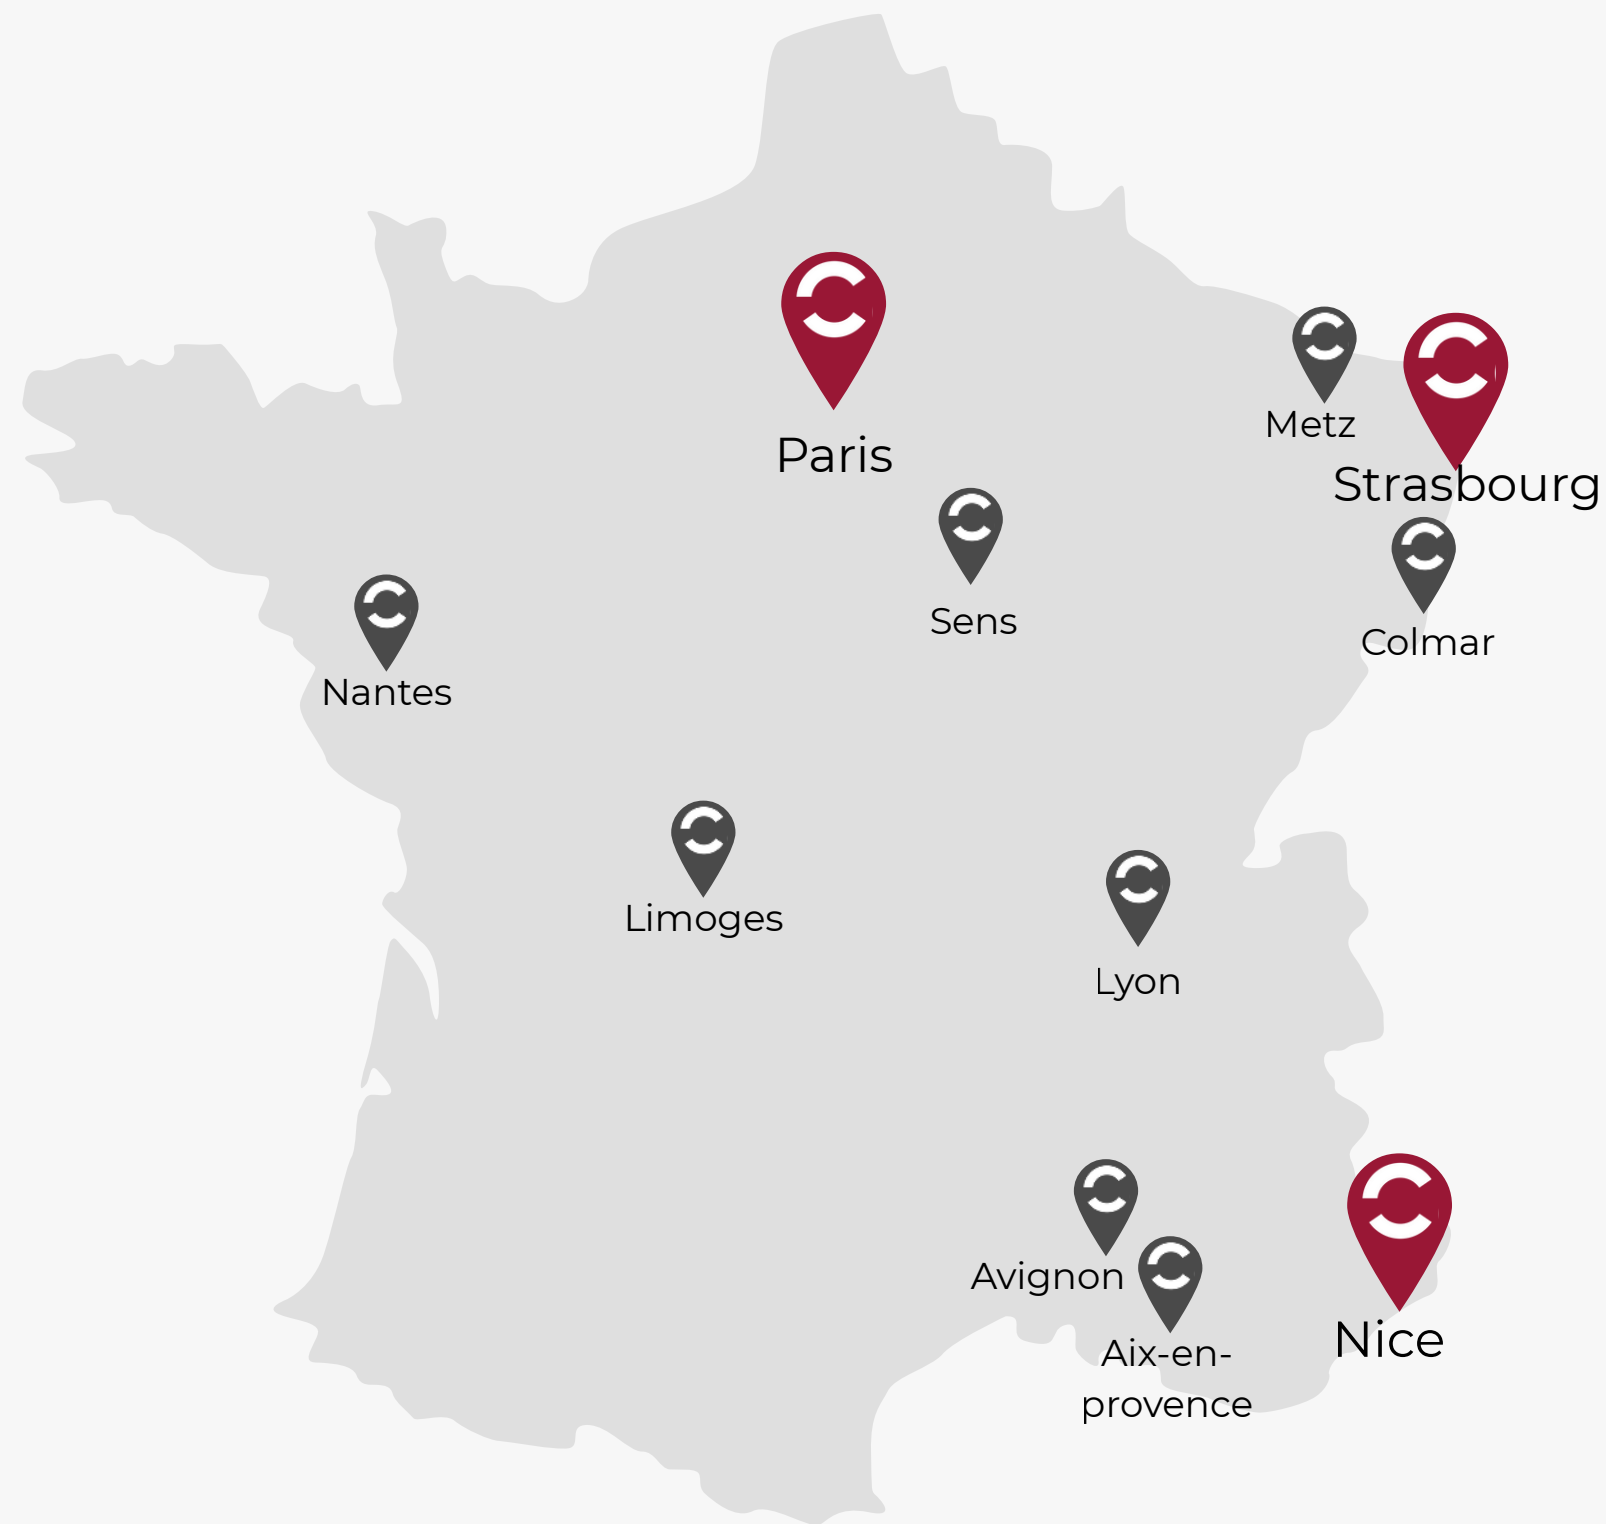 Paris
Metz
Strasbourg
Sens
Colmar
Nantes
Limoges
Lyon
Avignon
Nice
Aix-en-
provence